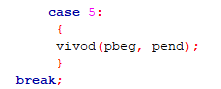 case 5:
{
vivod(pbeg, pend);
}
break;